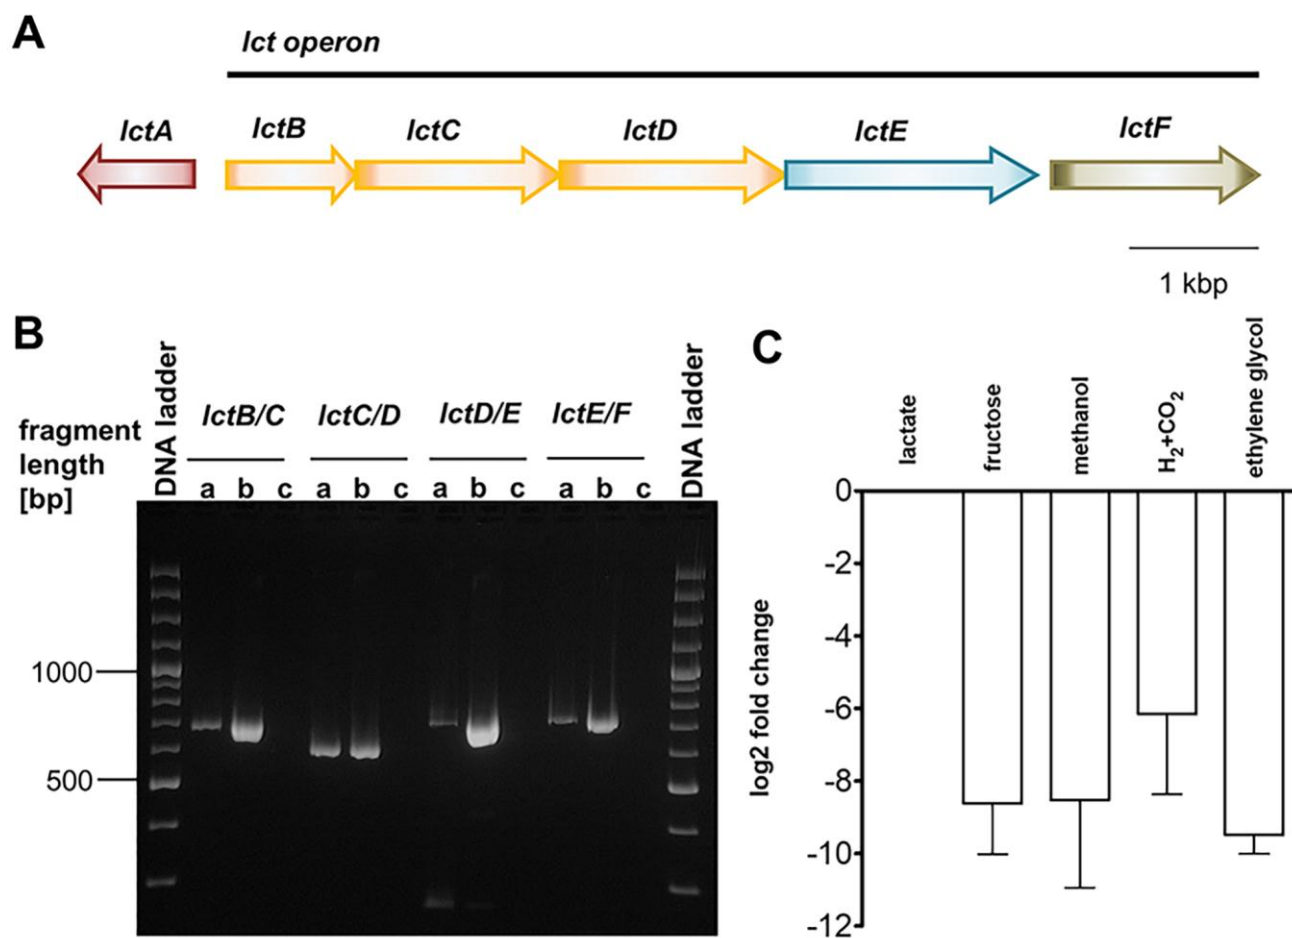 A
lct operon
lctA lctB lctC lctD lctE lctF
1 kbp
B
fragment
length
[bp]
DNA ladder
lctB/C lctC/D lctD/E lctE/F
DNA ladder
a b c a b c a b c a b c
1000
500
C
lactate
fructose
methanol
H₂+CO₂
ethylene glycol
log2 fold change
0
-2
-4
-6
-8
-10
-12